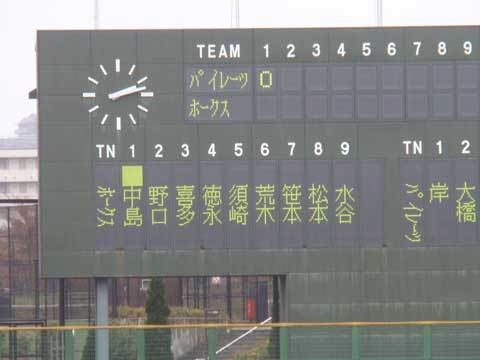 TEAM 1 2 3 4 5 6 7 8 9
パイレーツ 0
ホークス
TN 1 2 3 4 5 6 7 8 9 TN 1 2
ホークス 中島 野口 喜多 徳永 須崎 荒木 笹本 松本 水谷 パイレーツ 岸 大橋